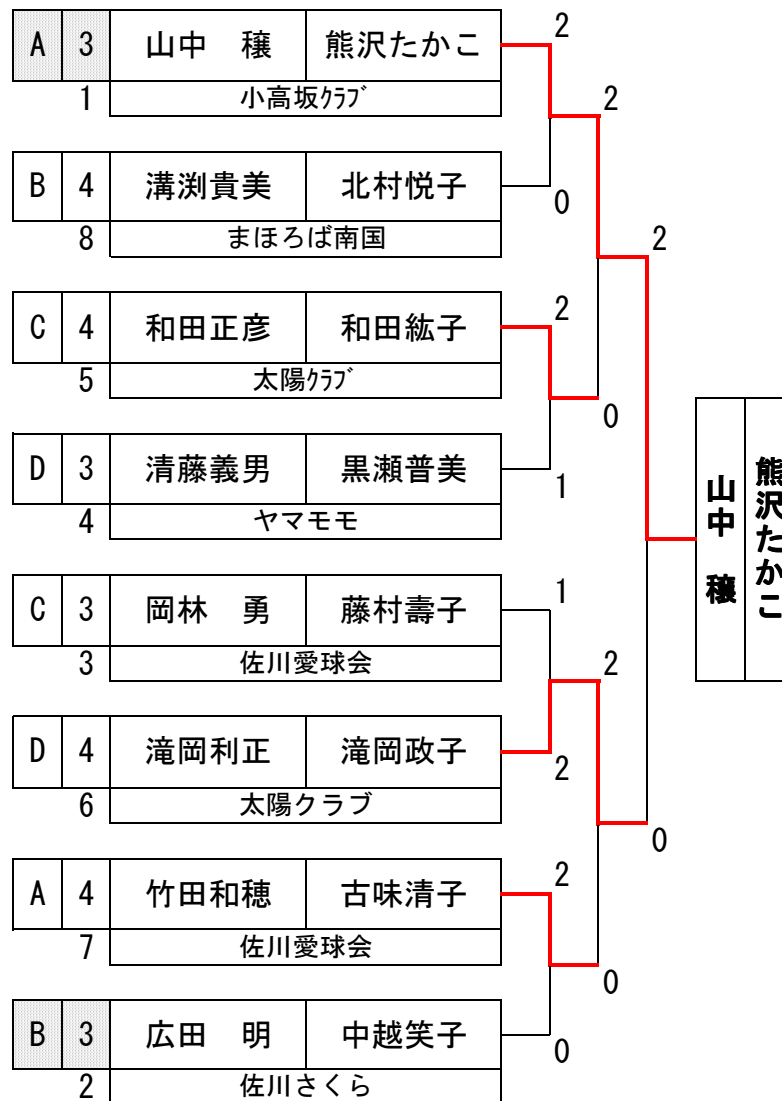 A 3 山中　穣 熊沢たかこ 2
1 小高坂ｸﾗﾌﾞ 2
B 4 溝渕貴美 北村悦子 0
8 まほろば南国 2
C 4 和田正彦 和田紘子 2
5 太陽ｸﾗﾌﾞ 0
D 3 清藤義男 黒瀬普美 1
4 ヤマモモ
山中　穣 熊沢たかこ
C 3 岡林　勇 藤村壽子 1
3 佐川愛球会 2
D 4 滝岡利正 滝岡政子 2
6 太陽クラブ 0
A 4 竹田和穂 古味清子 2
7 佐川愛球会 0
B 3 広田　明 中越笑子 0
2 佐川さくら